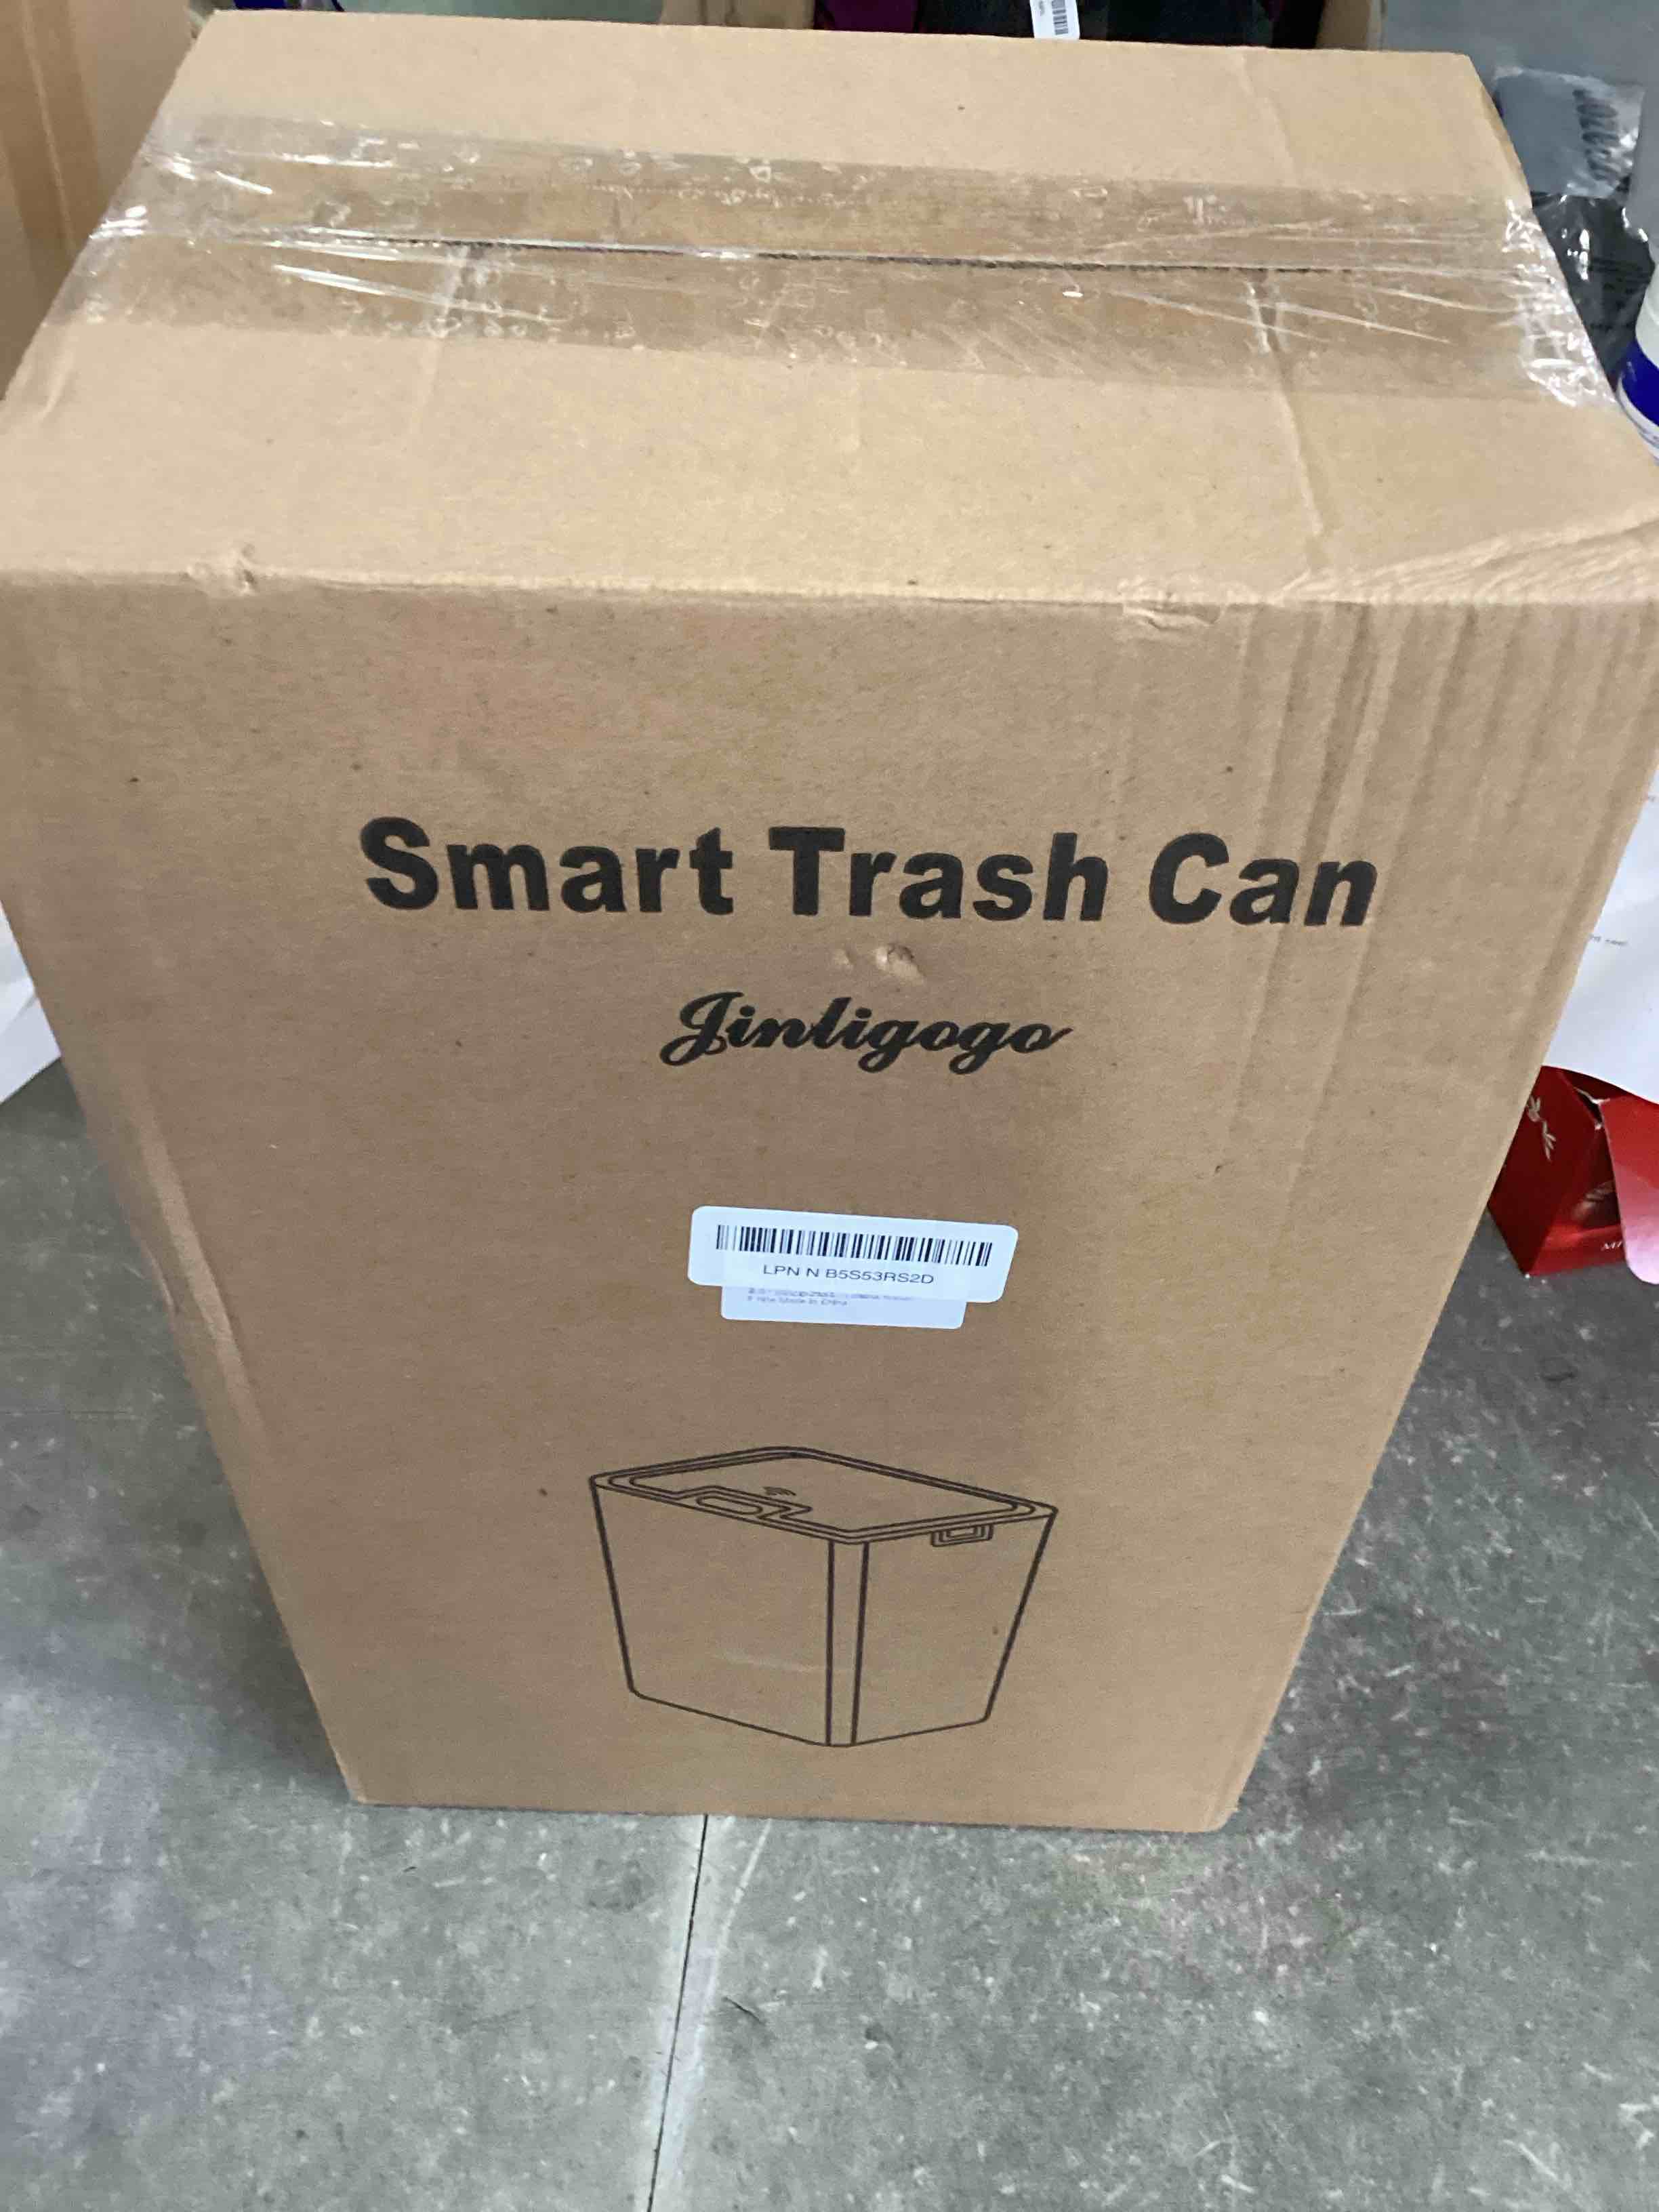 Smart Trash Can
Jinligogo
LPN N B5S53RS2D